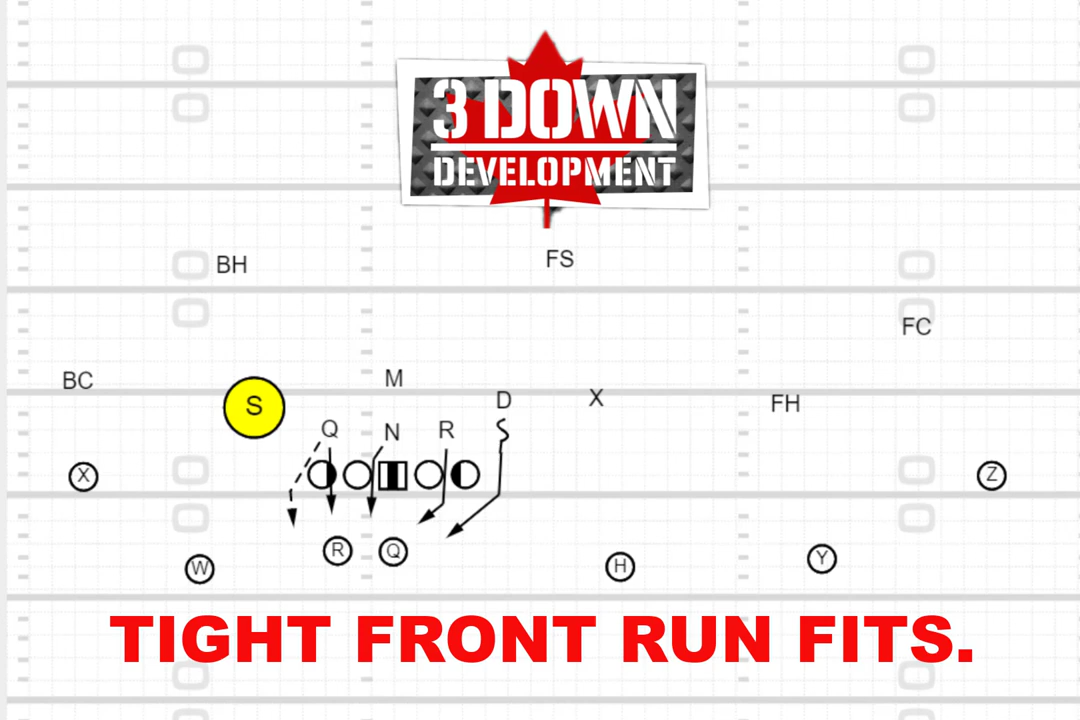 3 DOWN
DEVELOPMENT
BH
FS
FC
BC
M
S
D
X
FH
Q
N
R
X
Z
R
Q
W
H
Y
TIGHT FRONT RUN FITS.